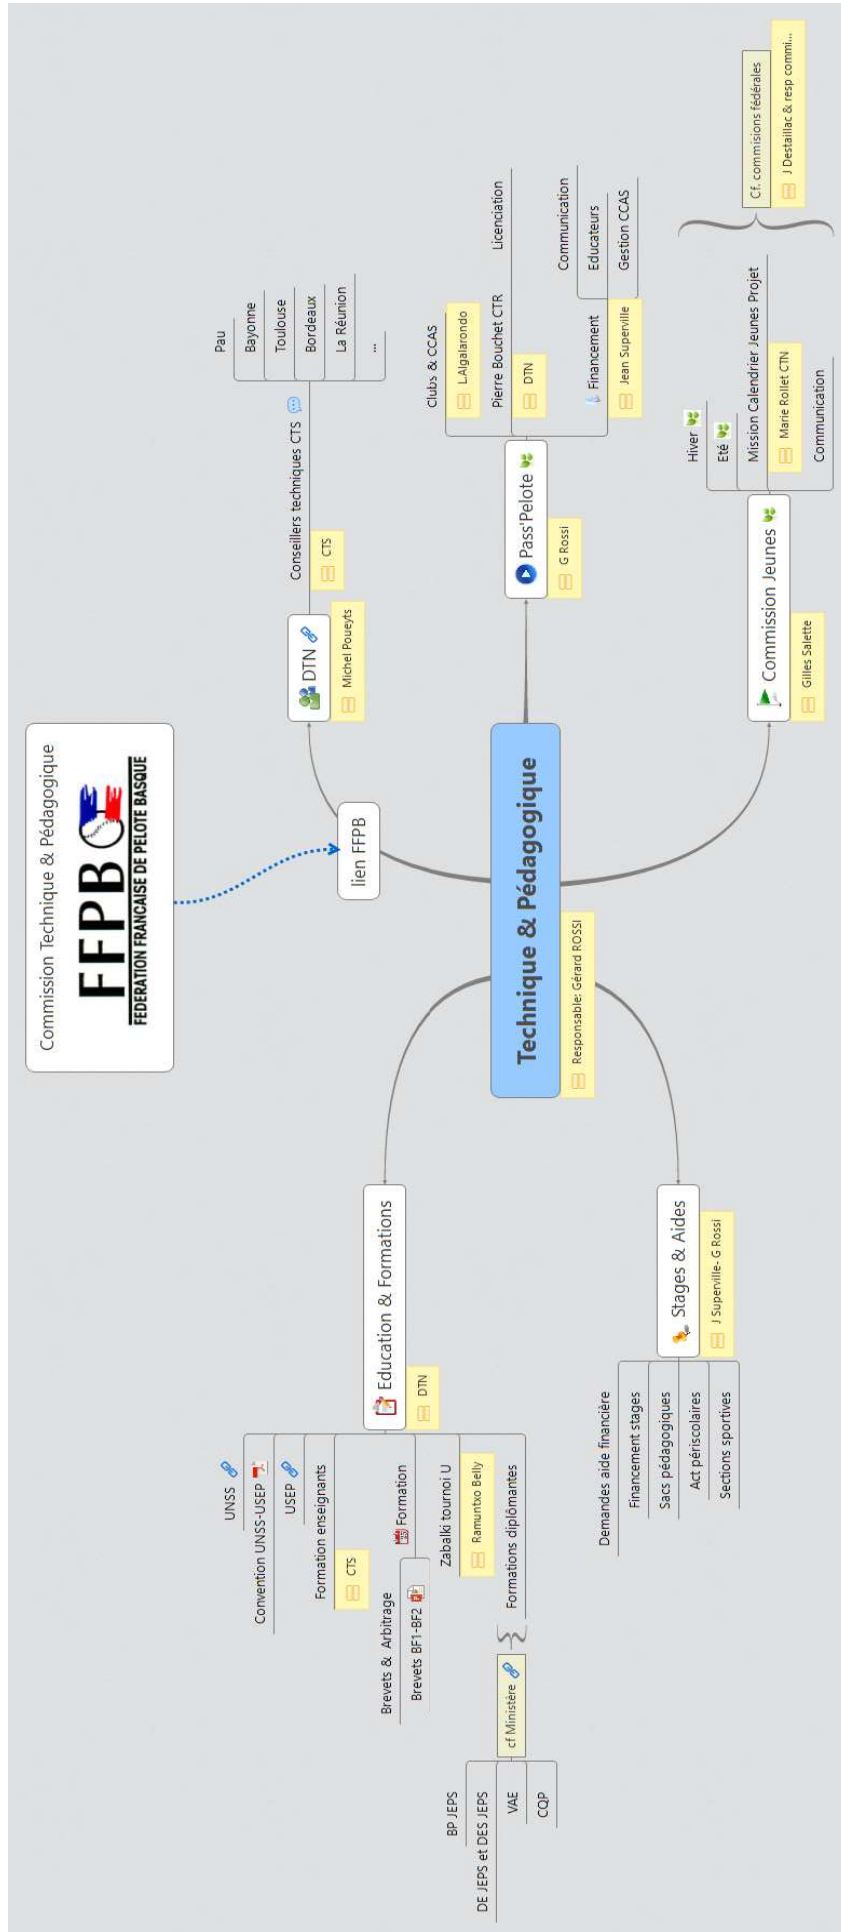 Commission Technique & Pédagogique
FFPB
FEDERATION FRANCAISE DE PELOTE BASQUE
lien FFPB
Technique & Pédagogique
Responsable: Gérard ROSSI
DTN
Michel Poueyts
Conseillers techniques CTS
CTS
Pau
Bayonne
Toulouse
Bordeaux
La Réunion
...
Pass'Pelote
G Rossi
Clubs & CCAS
L.Algalarondo
Pierre Bouchet CTR
DTN
Licenciation
Financement
Jean Superville
Communication
Educateurs
Gestion CCAS
Commission Jeunes
Gilles Salette
Hiver
Eté
Mission Calendrier Jeunes Projet
Marie Rollet CTN
Communication
Cf. commisions fédérales
J Destaillac & resp commi...
Education & Formations
DTN
UNSS
Convention UNSS-USEP
USEP
Formation enseignants
CTS
Formation
Brevets & Arbitrage
Brevets BF1-BF2
Zabalki tournoi U
Ramuntxo Belly
Formations diplômantes
cf Ministère
BP JEPS
DE JEPS et DES JEPS
VAE
CQP
Stages & Aides
J Superville- G Rossi
Demandes aide financière
Financement stages
Sacs pédagogiques
Act périscolaires
Sections sportives